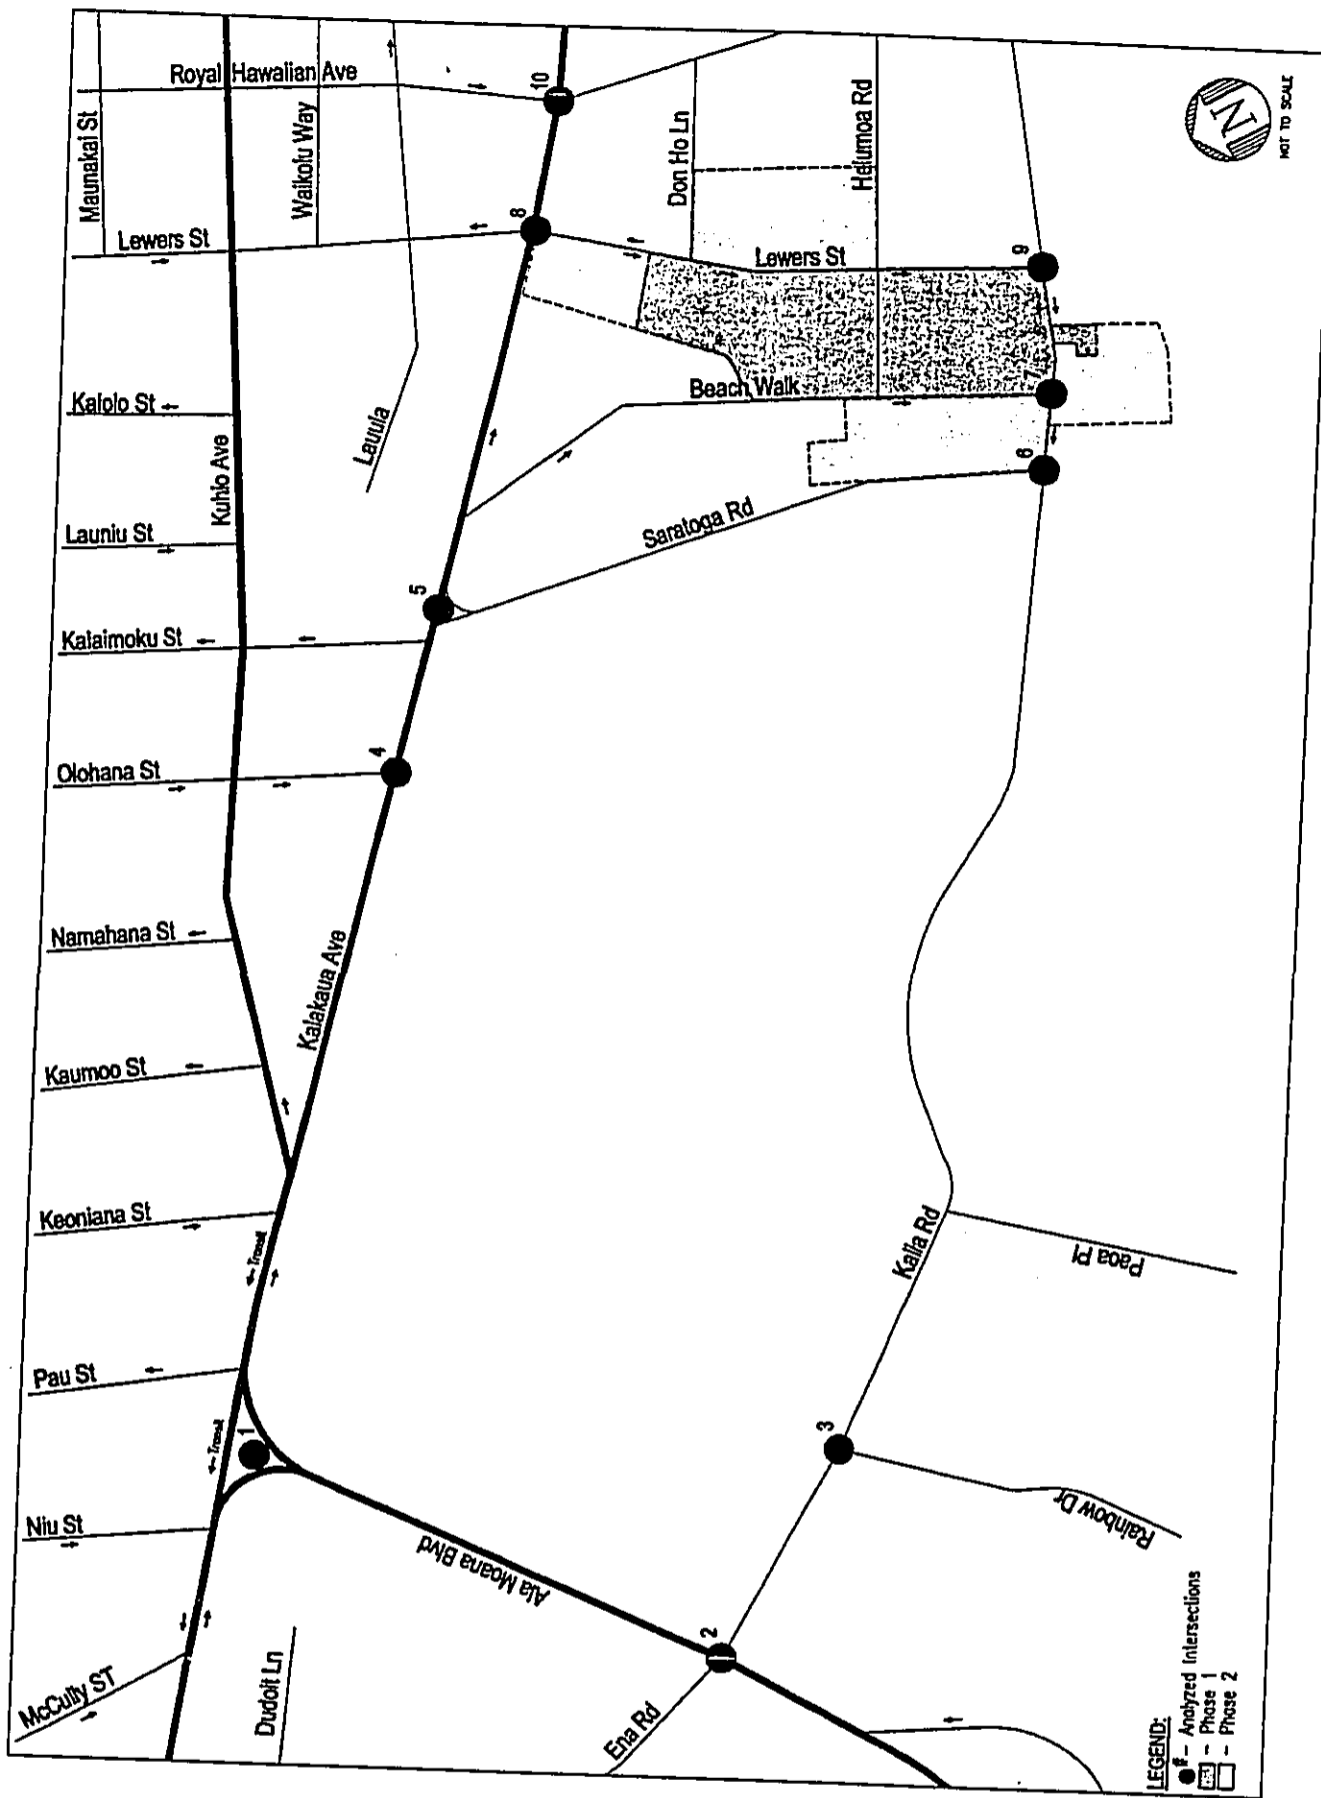 Maunakai St
Royal Hawaiian Ave
Waikolu Way
10
Don Ho Ln
Helumoa Rd
N
NOT TO SCALE
Lewers St
8
Lewers St
9
Kalolo St
Kuhio Ave
Lauula
Beach Walk
7
6
Launiu St
Saratoga Rd
5
Kalaimoku St
Olohana St
4
Namahana St
Kalakaua Ave
Kaumoo St
Keoniana St
Transit
Kalia Rd
Paoa Pl
Pau St
Transit
1
3
Rainbow Dr
Niu St
Ala Moana Blvd
2
McCully ST
Dudoit Ln
Ena Rd
LEGEND:
# - Analyzed Intersections
- Phase 1
- Phase 2